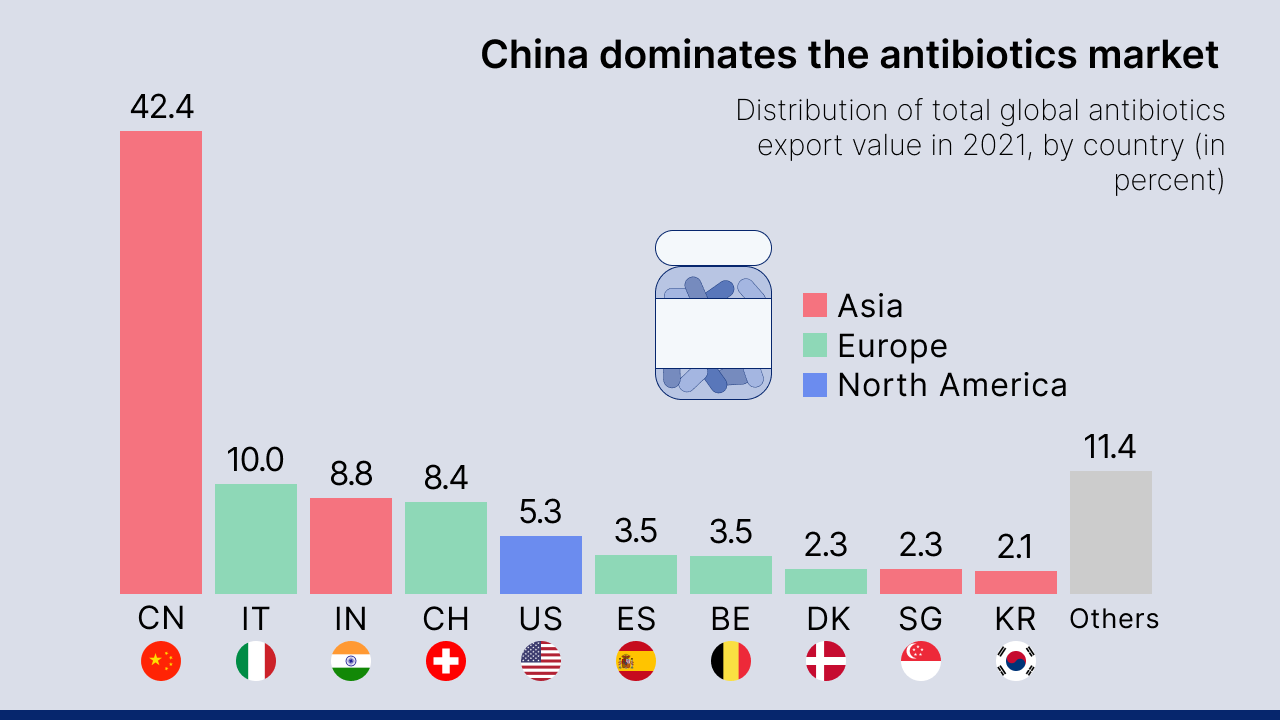 China dominates the antibiotics market
Distribution of total global antibiotics
export value in 2021, by country (in
percent)
Asia
Europe
North America
42.4
10.0
8.8
8.4
5.3
3.5
3.5
2.3
2.3
2.1
11.4
CN
IT
IN
CH
US
ES
BE
DK
SG
KR
Others